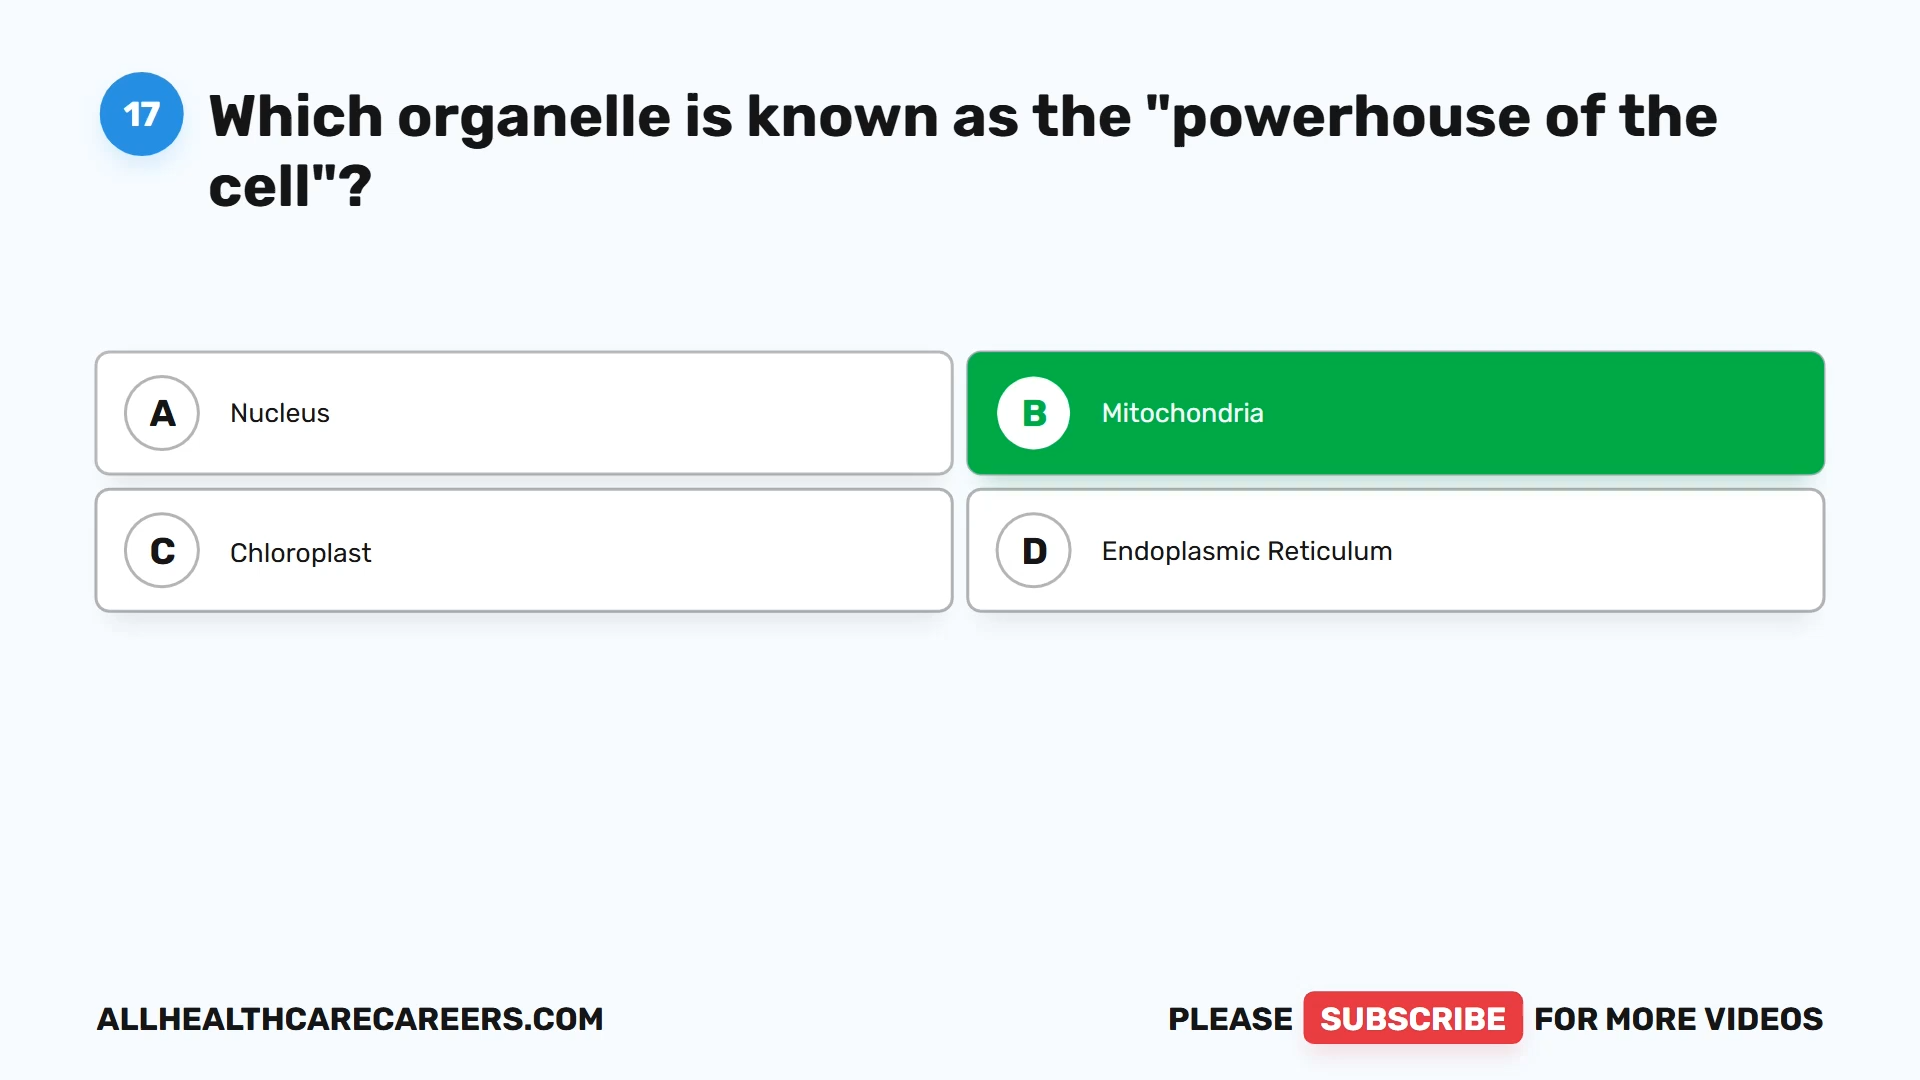 17
Which organelle is known as the "powerhouse of the
cell"?
A Nucleus
B Mitochondria
C Chloroplast
D Endoplasmic Reticulum
ALLHEALTHCARECAREERS.COM
PLEASE SUBSCRIBE FOR MORE VIDEOS